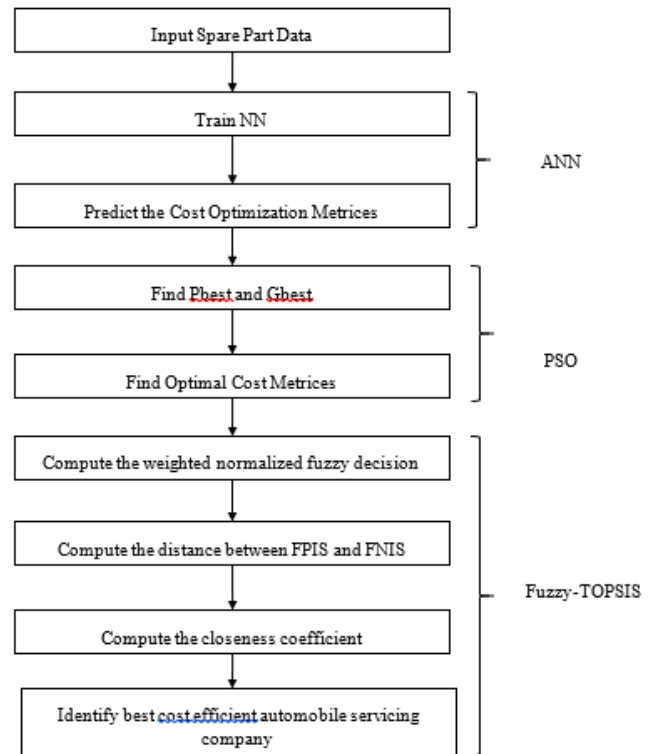 Input Spare Part Data
Train NN
ANN
Predict the Cost Optimization Metrices
Find Pbest and Gbest
PSO
Find Optimal Cost Metrices
Compute the weighted normalized fuzzy decision
Compute the distance between FPIS and FNIS
Fuzzy-TOPSIS
Compute the closeness coefficient
Identify best cost efficient automobile servicing
company